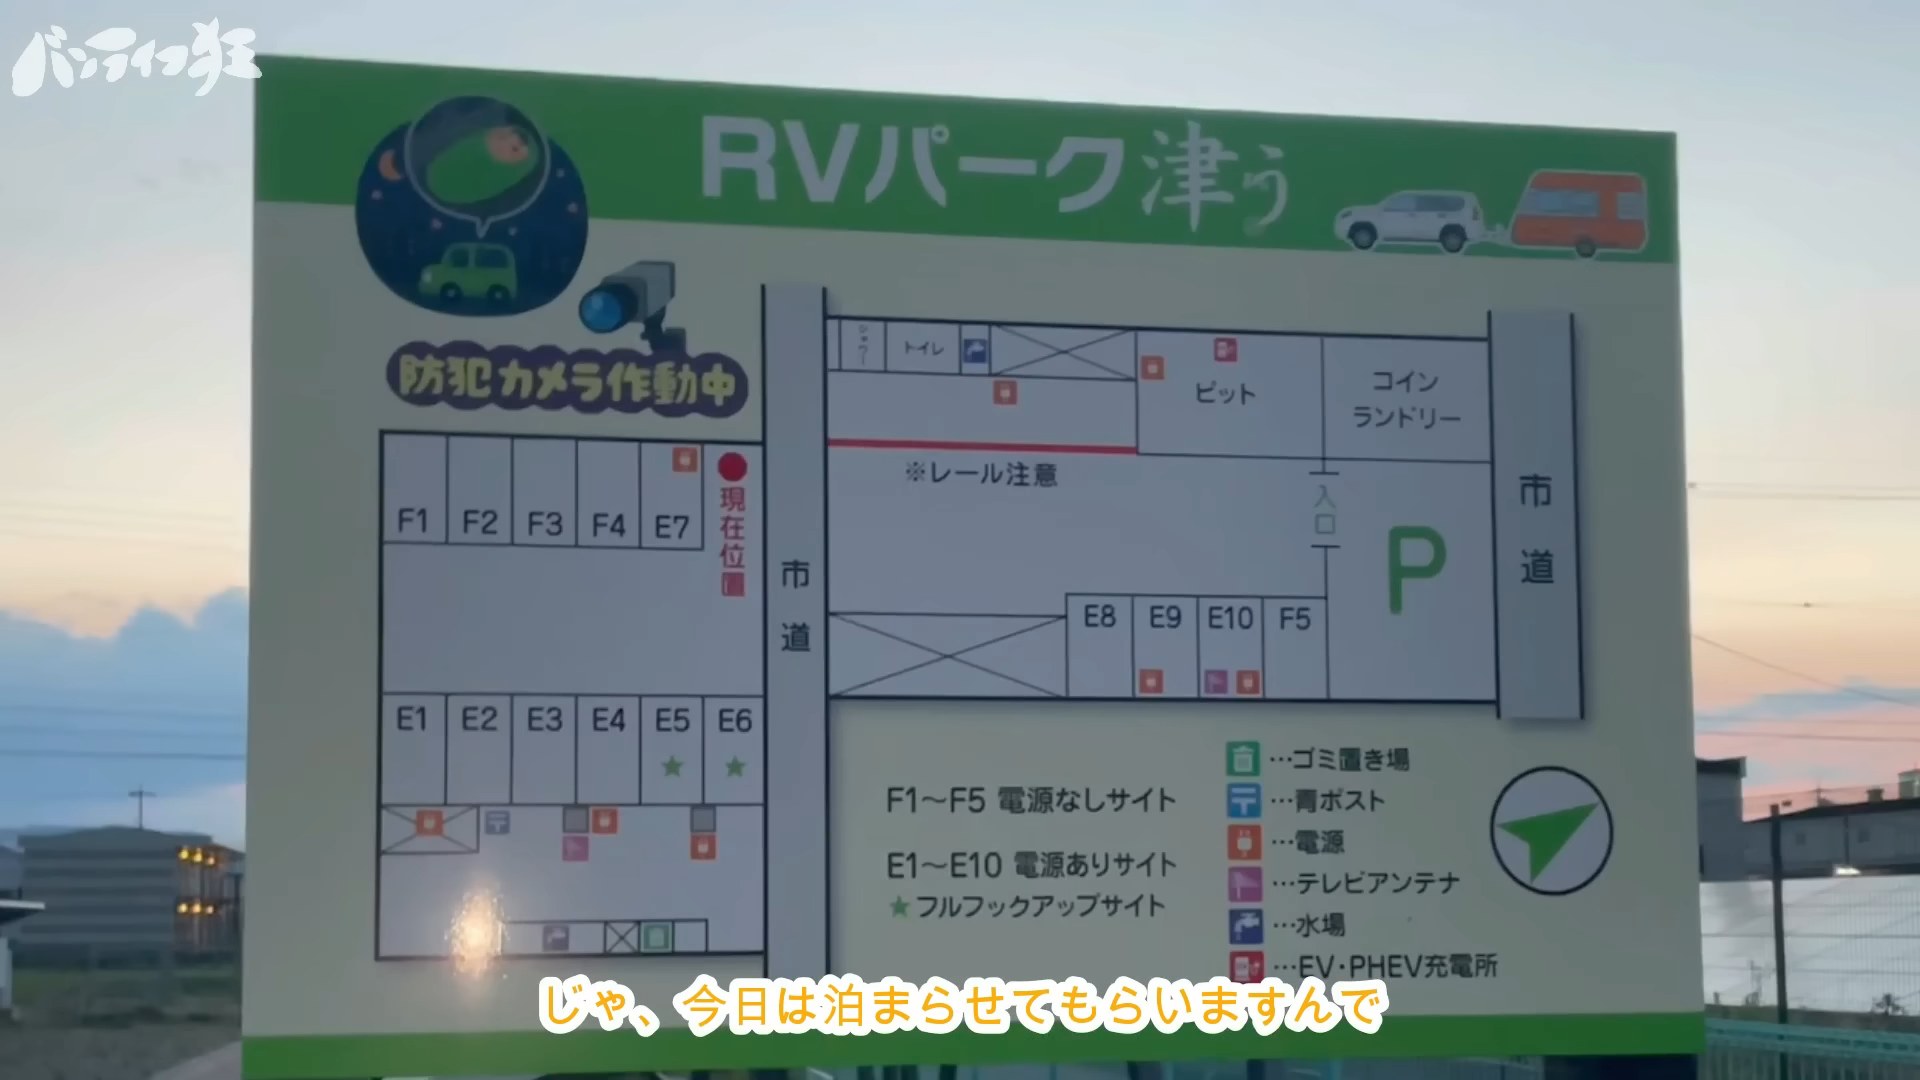 バンライフ狂
RVパーク津ぅ
防犯カメラ作動中
シャワー
トイレ
ピット
コイン
ランドリー
※レール注意
入口
F1 F2 F3 F4 E7
現在位置
市道
市道
P
E8 E9 E10 F5
E1 E2 E3 E4 E5 E6
★ ★
F1～F5 電源なしサイト
E1～E10 電源ありサイト
★フルフックアップサイト
…ゴミ置き場
…青ポスト
…電源
…テレビアンテナ
…水場
…EV・PHEV充電所
じゃ、今日は泊まらせてもらいますんで